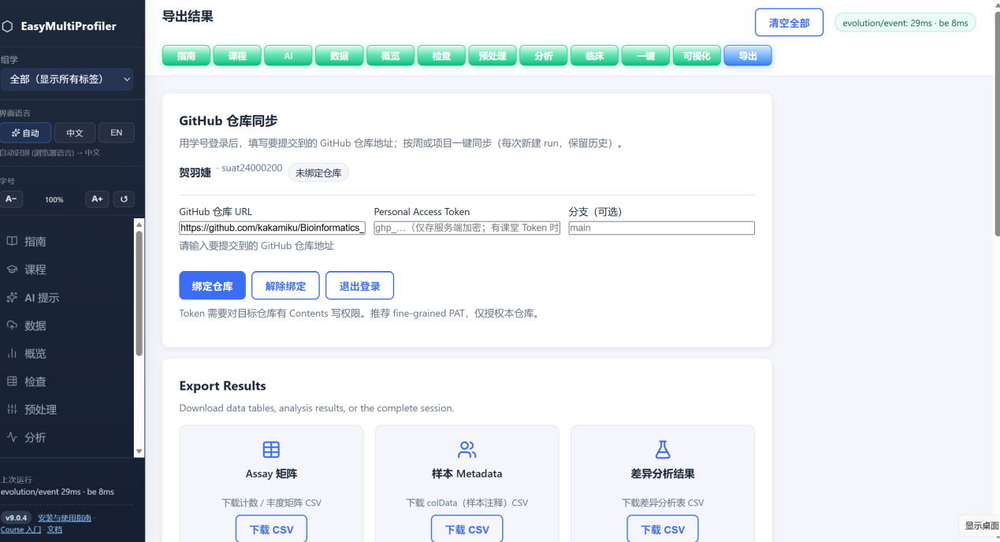 EasyMultiProfiler
组学
全部（显示所有标签）
界面语言
自动
中文
EN
自动识别 (浏览器语言) → 中文
字号
A−
100%
A+
↺
指南
课程
AI 提示
数据
概览
检查
预处理
分析
上次运行
evolution/event 29ms · be 8ms
v9.0.4 安装与使用指南 ·
Course 入门 · 文档
导出结果
清空全部
evolution/event: 29ms · be 8ms
指南 课程 AI 数据 概览 检查 预处理 分析 临床 一键 可视化 导出
GitHub 仓库同步
用学号登录后，填写要提交到的 GitHub 仓库地址；按周或项目一键同步（每次新建 run，保留历史）。
贺羽婕 · suat24000200 未绑定仓库
GitHub 仓库 URL
https://github.com/kakamiku/Bioinformatics_
请输入要提交到的 GitHub 仓库地址
Personal Access Token
ghp_…（仅存服务端加密；有课堂 Token 时
分支（可选）
main
绑定仓库
解除绑定
退出登录
Token 需要对目标仓库有 Contents 写权限。推荐 fine-grained PAT，仅授权本仓库。
Export Results
Download data tables, analysis results, or the complete session.
Assay 矩阵
下载计数 / 丰度矩阵 CSV
下载 CSV
样本 Metadata
下载 colData（样本注释）CSV
下载 CSV
差异分析结果
下载差异分析表 CSV
下载 CSV
显示桌面